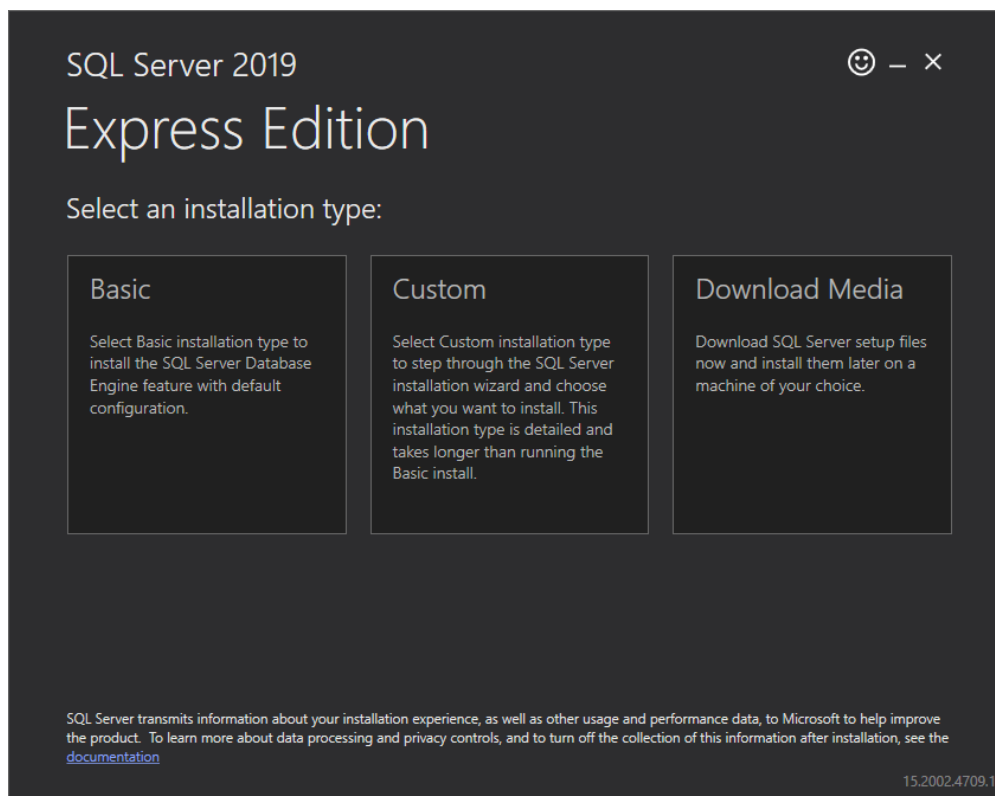 SQL Server 2019
Express Edition
Select an installation type:
Basic
Select Basic installation type to
install the SQL Server Database
Engine feature with default
configuration.
Custom
Select Custom installation type
to step through the SQL Server
installation wizard and choose
what you want to install. This
installation type is detailed and
takes longer than running the
Basic install.
Download Media
Download SQL Server setup files
now and install them later on a
machine of your choice.
SQL Server transmits information about your installation experience, as well as other usage and performance data, to Microsoft to help improve
the product.  To learn more about data processing and privacy controls, and to turn off the collection of this information after installation, see the
documentation
15.2002.4709.1